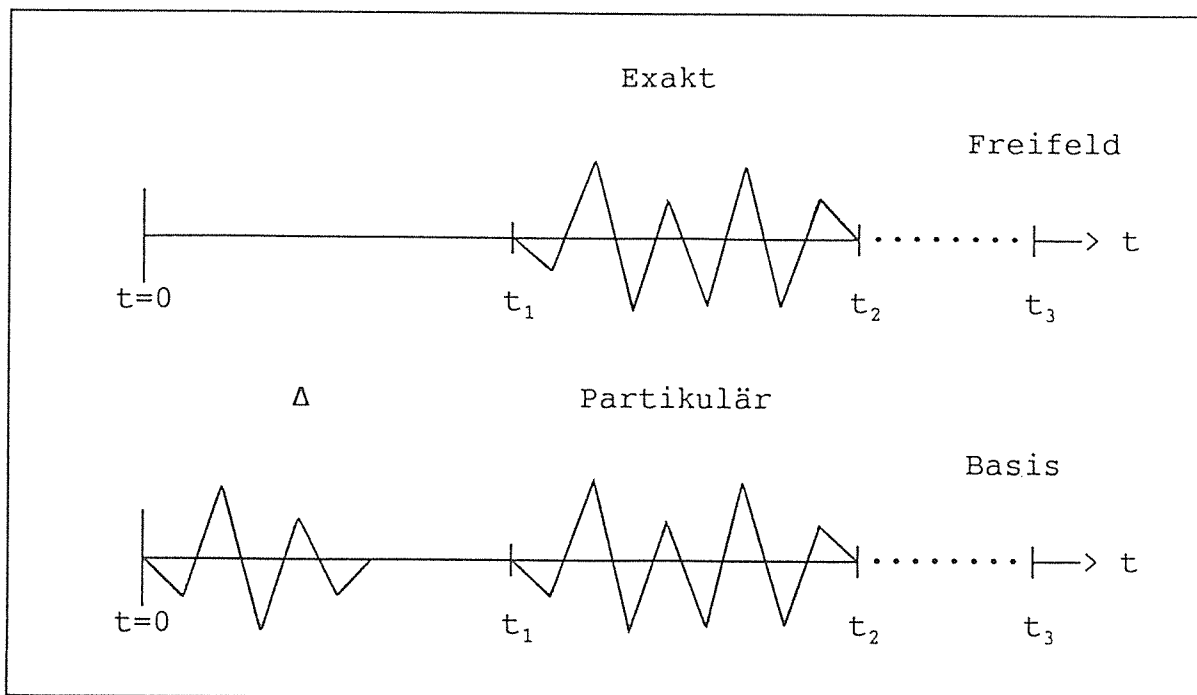 Exakt
Freifeld
t
t=0 t₁ t₂ t₃
Δ Partikulär
Basis
t
t=0 t₁ t₂ t₃